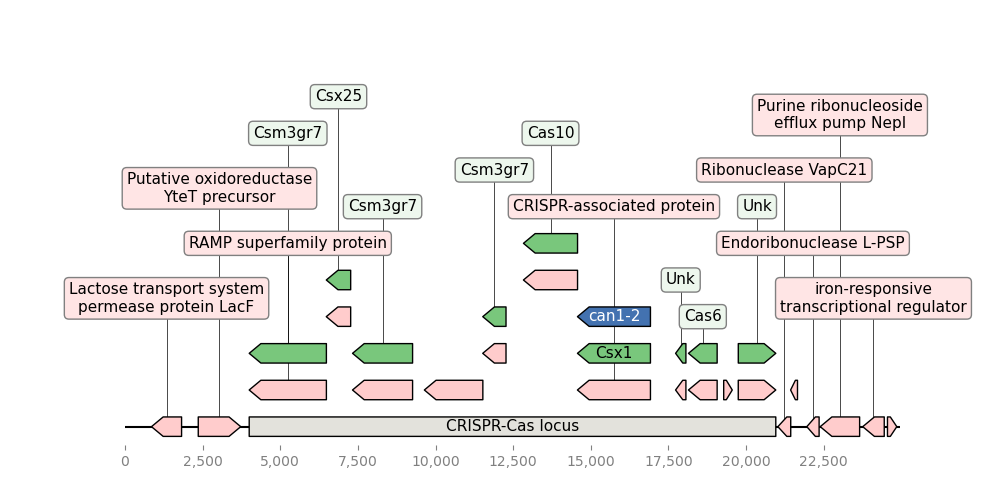 Csx25
Purine ribonucleoside
efflux pump NepI
Csm3gr7
Cas10
Csm3gr7
Ribonuclease VapC21
Putative oxidoreductase
YteT precursor
Csm3gr7
CRISPR-associated protein
Unk
RAMP superfamily protein
Endoribonuclease L-PSP
Lactose transport system
permease protein LacF
Unk
iron-responsive
transcriptional regulator
can1-2
Cas6
Csx1
CRISPR-Cas locus
0 2,500 5,000 7,500 10,000 12,500 15,000 17,500 20,000 22,500